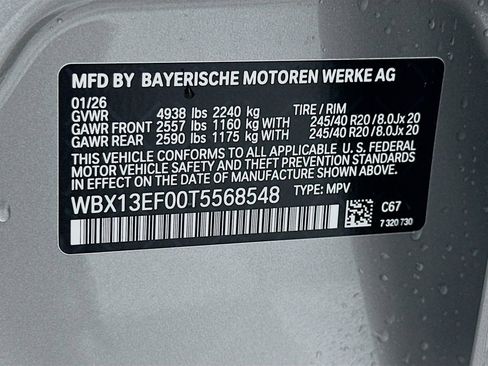 MFD BY BAYERISCHE MOTOREN WERKE AG
01/26
GVWR 4938 lbs 2240 kg TIRE / RIM
GAWR FRONT 2557 lbs 1160 kg WITH 245/40 R20 / 8.0Jx 20
GAWR REAR 2590 lbs 1175 kg WITH 245/40 R20 / 8.0Jx 20
THIS VEHICLE CONFORMS TO ALL APPLICABLE U. S. FEDERAL
MOTOR VEHICLE SAFETY AND THEFT PREVENTION STANDARDS
IN EFFECT ON THE DATE OF MANUFACTURE SHOWN ABOVE.
WBX13EF00T5568548 TYPE: MPV
C67
7 320 730